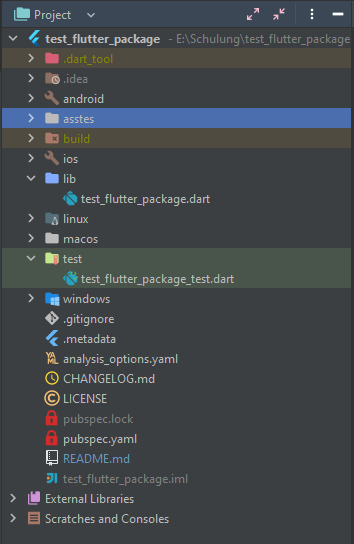 Project
test_flutter_package - E:\Schulung\test_flutter_package
.dart_tool
.idea
android
asstes
build
ios
lib
test_flutter_package.dart
linux
macos
test
test_flutter_package_test.dart
windows
.gitignore
.metadata
analysis_options.yaml
CHANGELOG.md
LICENSE
pubspec.lock
pubspec.yaml
README.md
test_flutter_package.iml
External Libraries
Scratches and Consoles